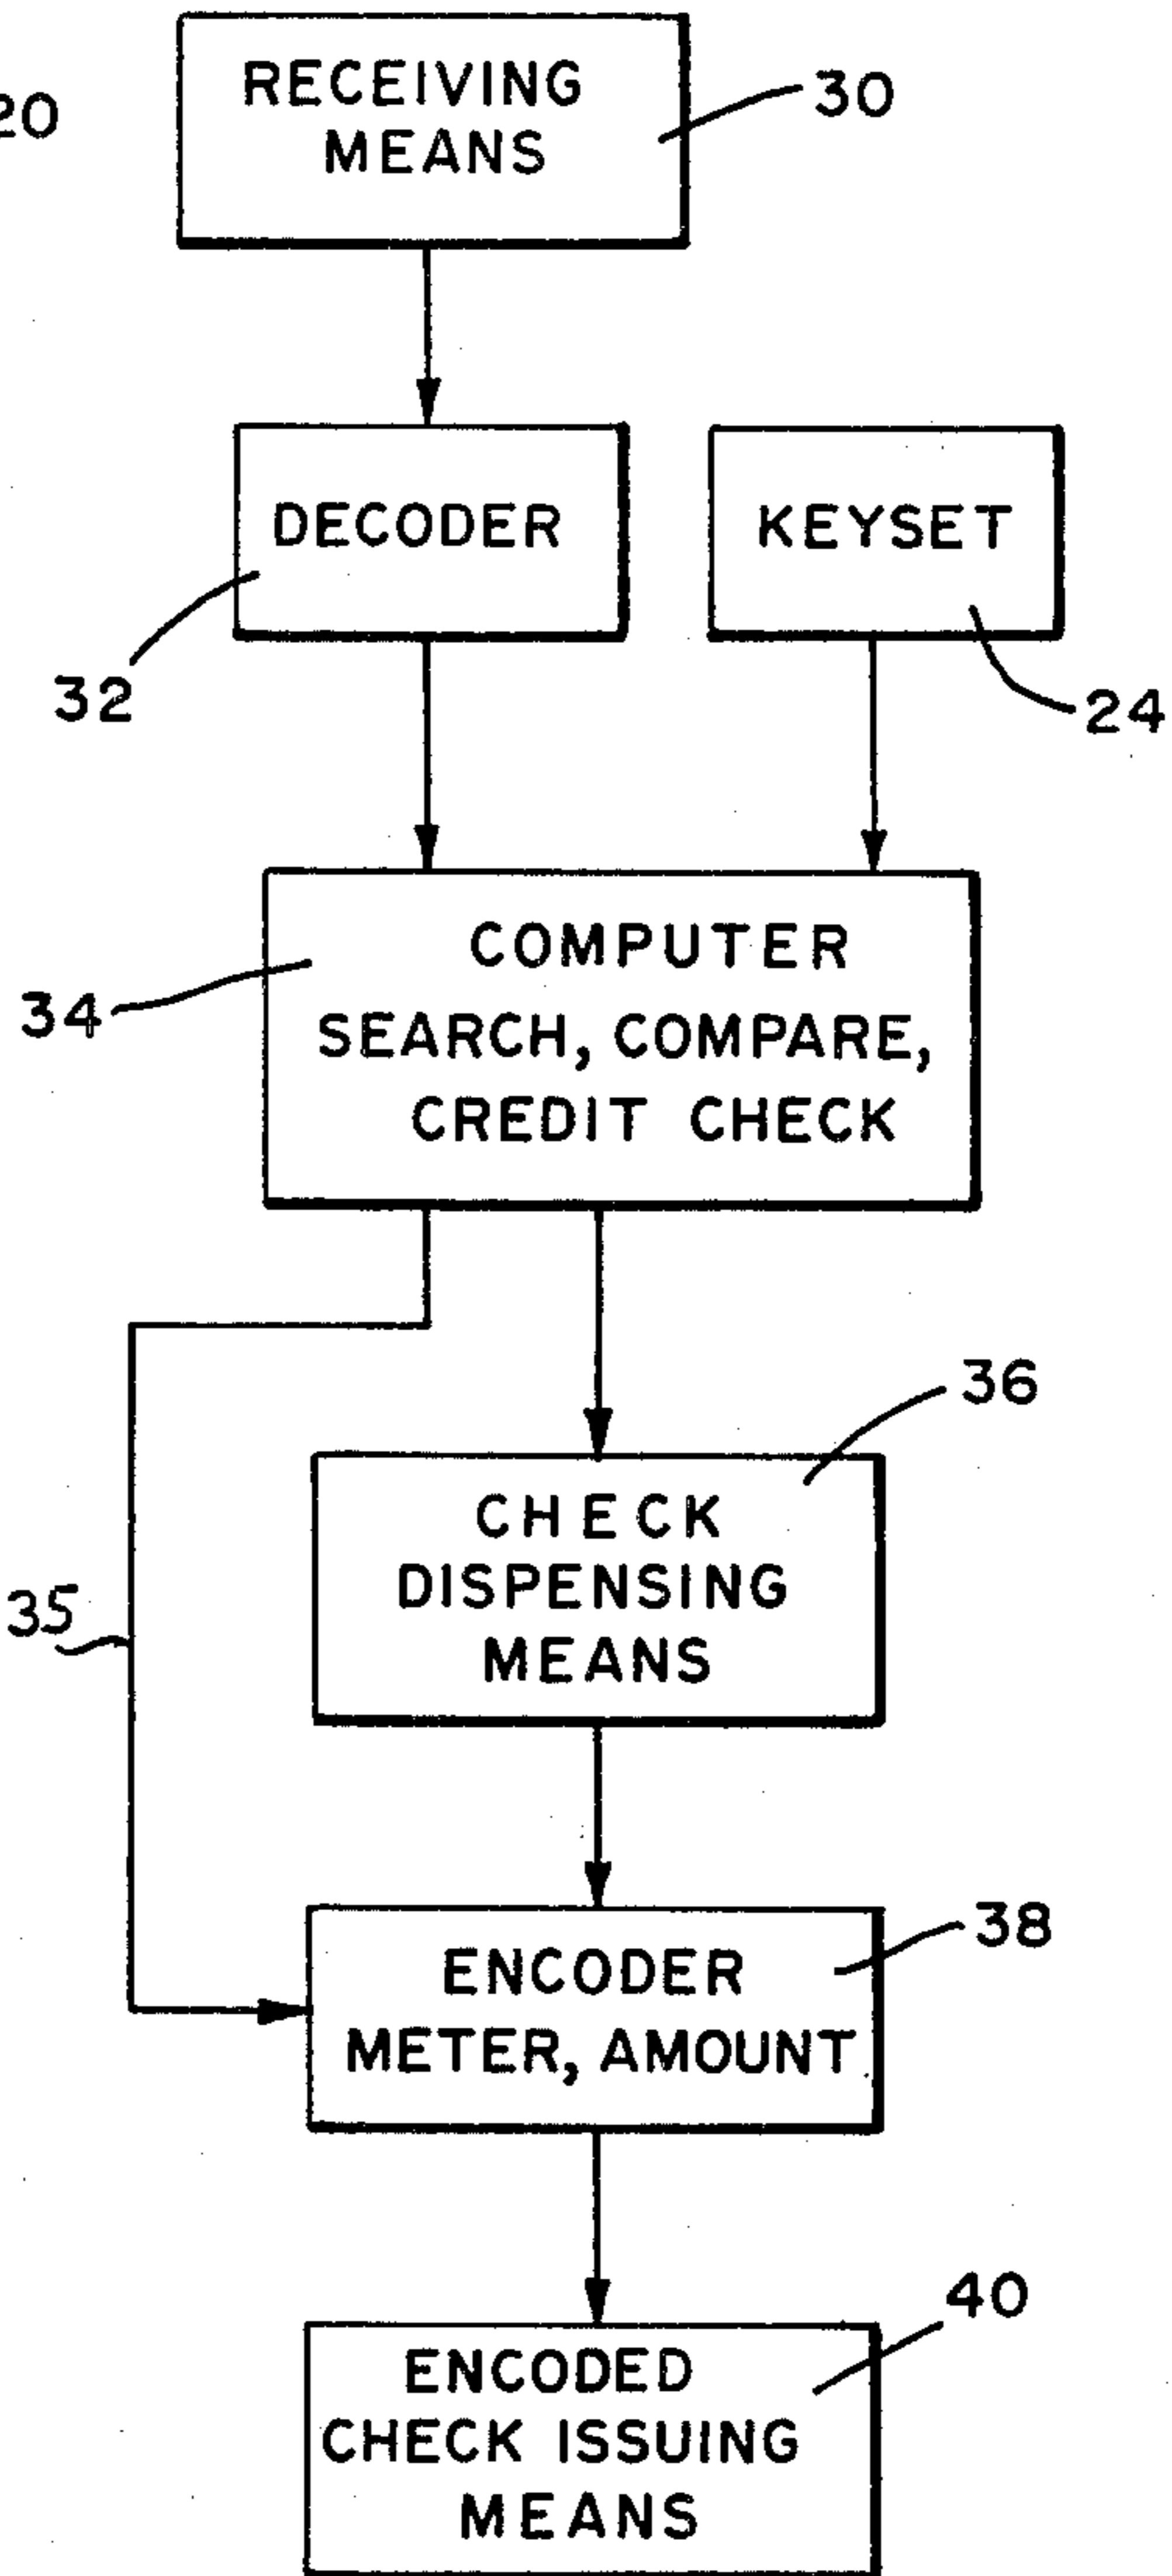 20
RECEIVING
MEANS
30
DECODER
KEYSET
32
24
COMPUTER
SEARCH, COMPARE,
CREDIT CHECK
34
36
CHECK
DISPENSING
MEANS
35
38
ENCODER
METER, AMOUNT
40
ENCODED
CHECK ISSUING
MEANS